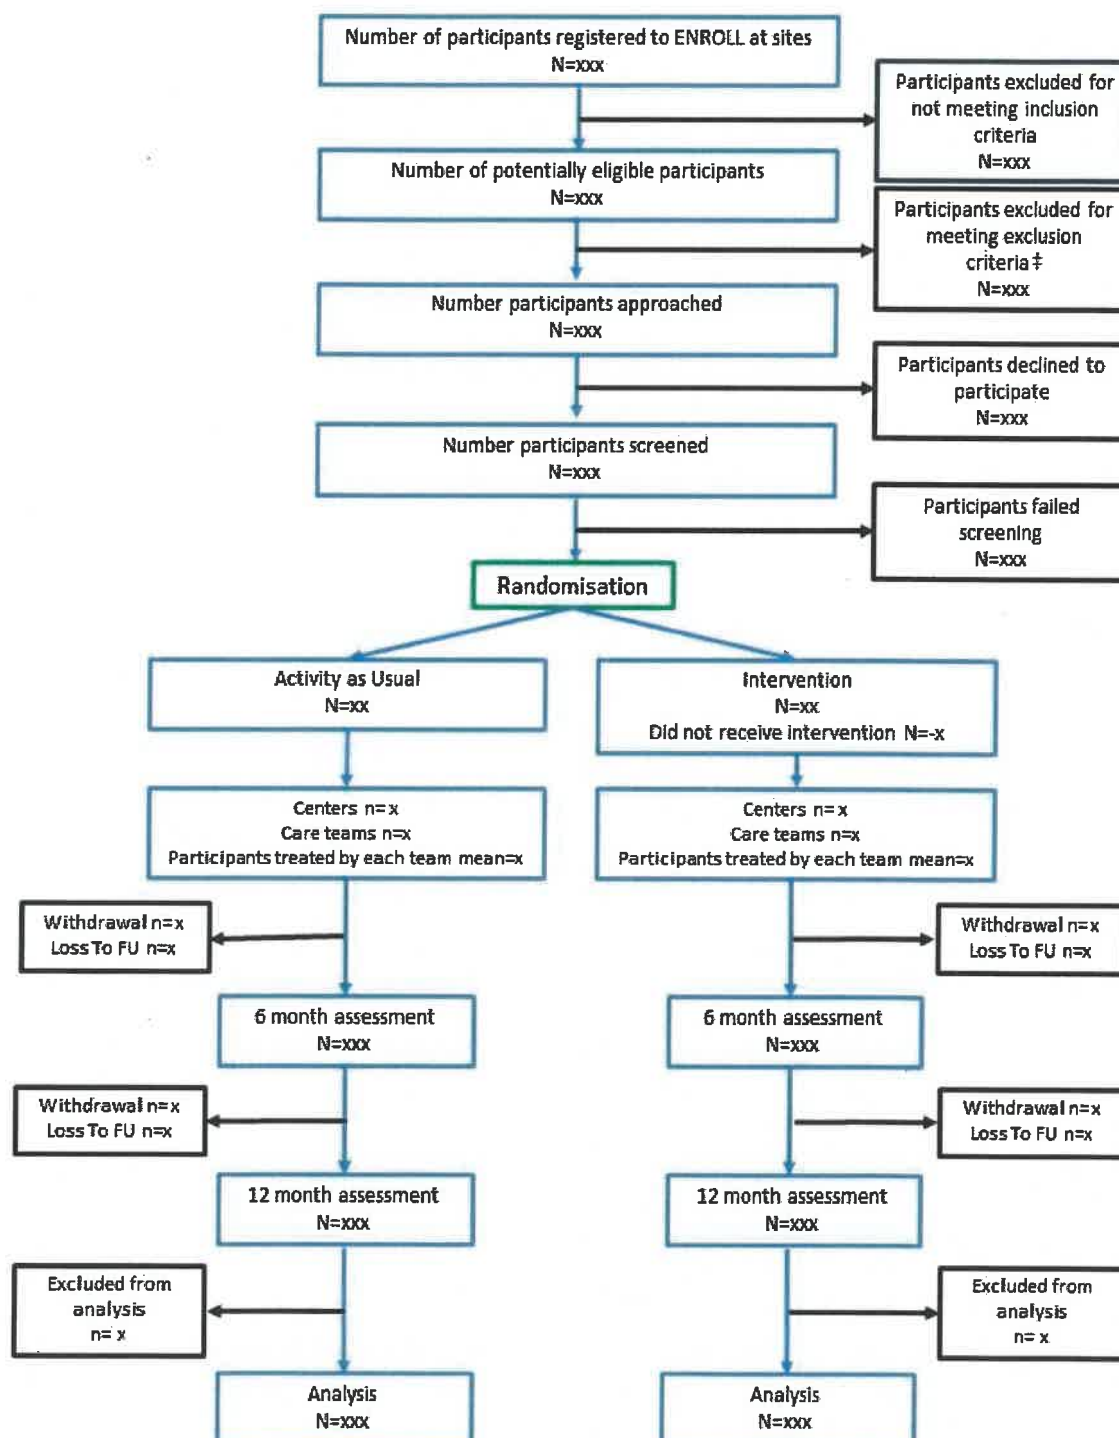 Number of participants registered to ENROLL at sites
N=xxx
Participants excluded for
not meeting inclusion
criteria
N=xxx
Number of potentially eligible participants
N=xxx
Participants excluded for
meeting exclusion
criteria ‡
N=xxx
Number participants approached
N=xxx
Participants declined to
participate
N=xxx
Number participants screened
N=xxx
Participants failed
screening
N=xxx
Randomisation
Activity as Usual
N=xx
Intervention
N=xx
Did not receive intervention N=-x
Centers n= x
Care teams n=x
Participants treated by each team mean=x
Centers n= x
Care teams n=x
Participants treated by each team mean=x
Withdrawal n=x
Loss To FU n=x
Withdrawal n=x
Loss To FU n=x
6 month assessment
N=xxx
6 month assessment
N=xxx
Withdrawal n=x
Loss To FU n=x
Withdrawal n=x
Loss To FU n=x
12 month assessment
N=xxx
12 month assessment
N=xxx
Excluded from
analysis
n= x
Excluded from
analysis
n= x
Analysis
N=xxx
Analysis
N=xxx